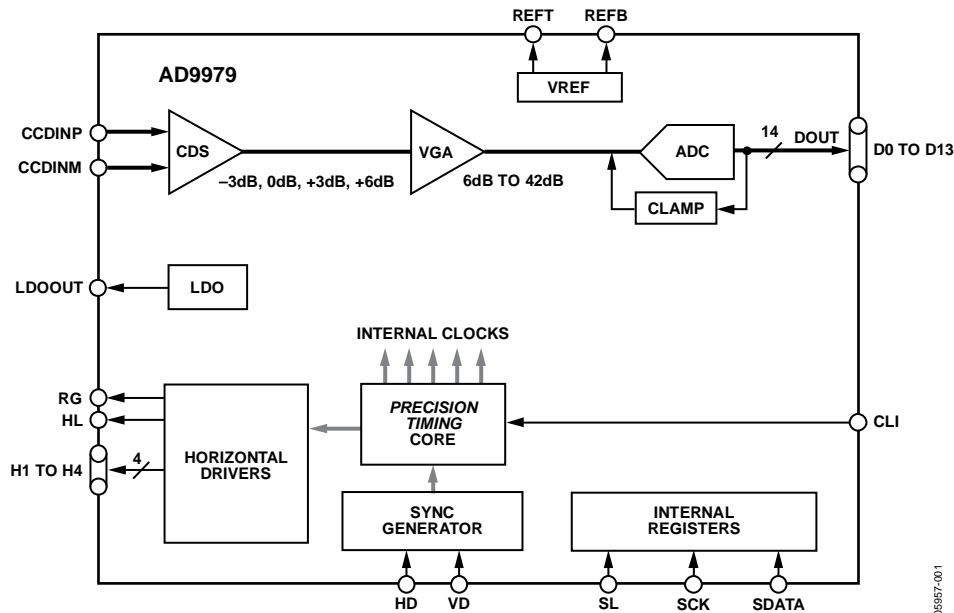 REFT
REFB
AD9979
VREF
CCDINP
CCDINM
CDS
–3dB, 0dB, +3dB, +6dB
VGA
6dB TO 42dB
ADC
14
DOUT
D0 TO D13
CLAMP
LDOOUT
LDO
INTERNAL CLOCKS
RG
HL
H1 TO H4
4
HORIZONTAL
DRIVERS
PRECISION
TIMING
CORE
CLI
SYNC
GENERATOR
INTERNAL
REGISTERS
HD
VD
SL
SCK
SDATA
05957-001